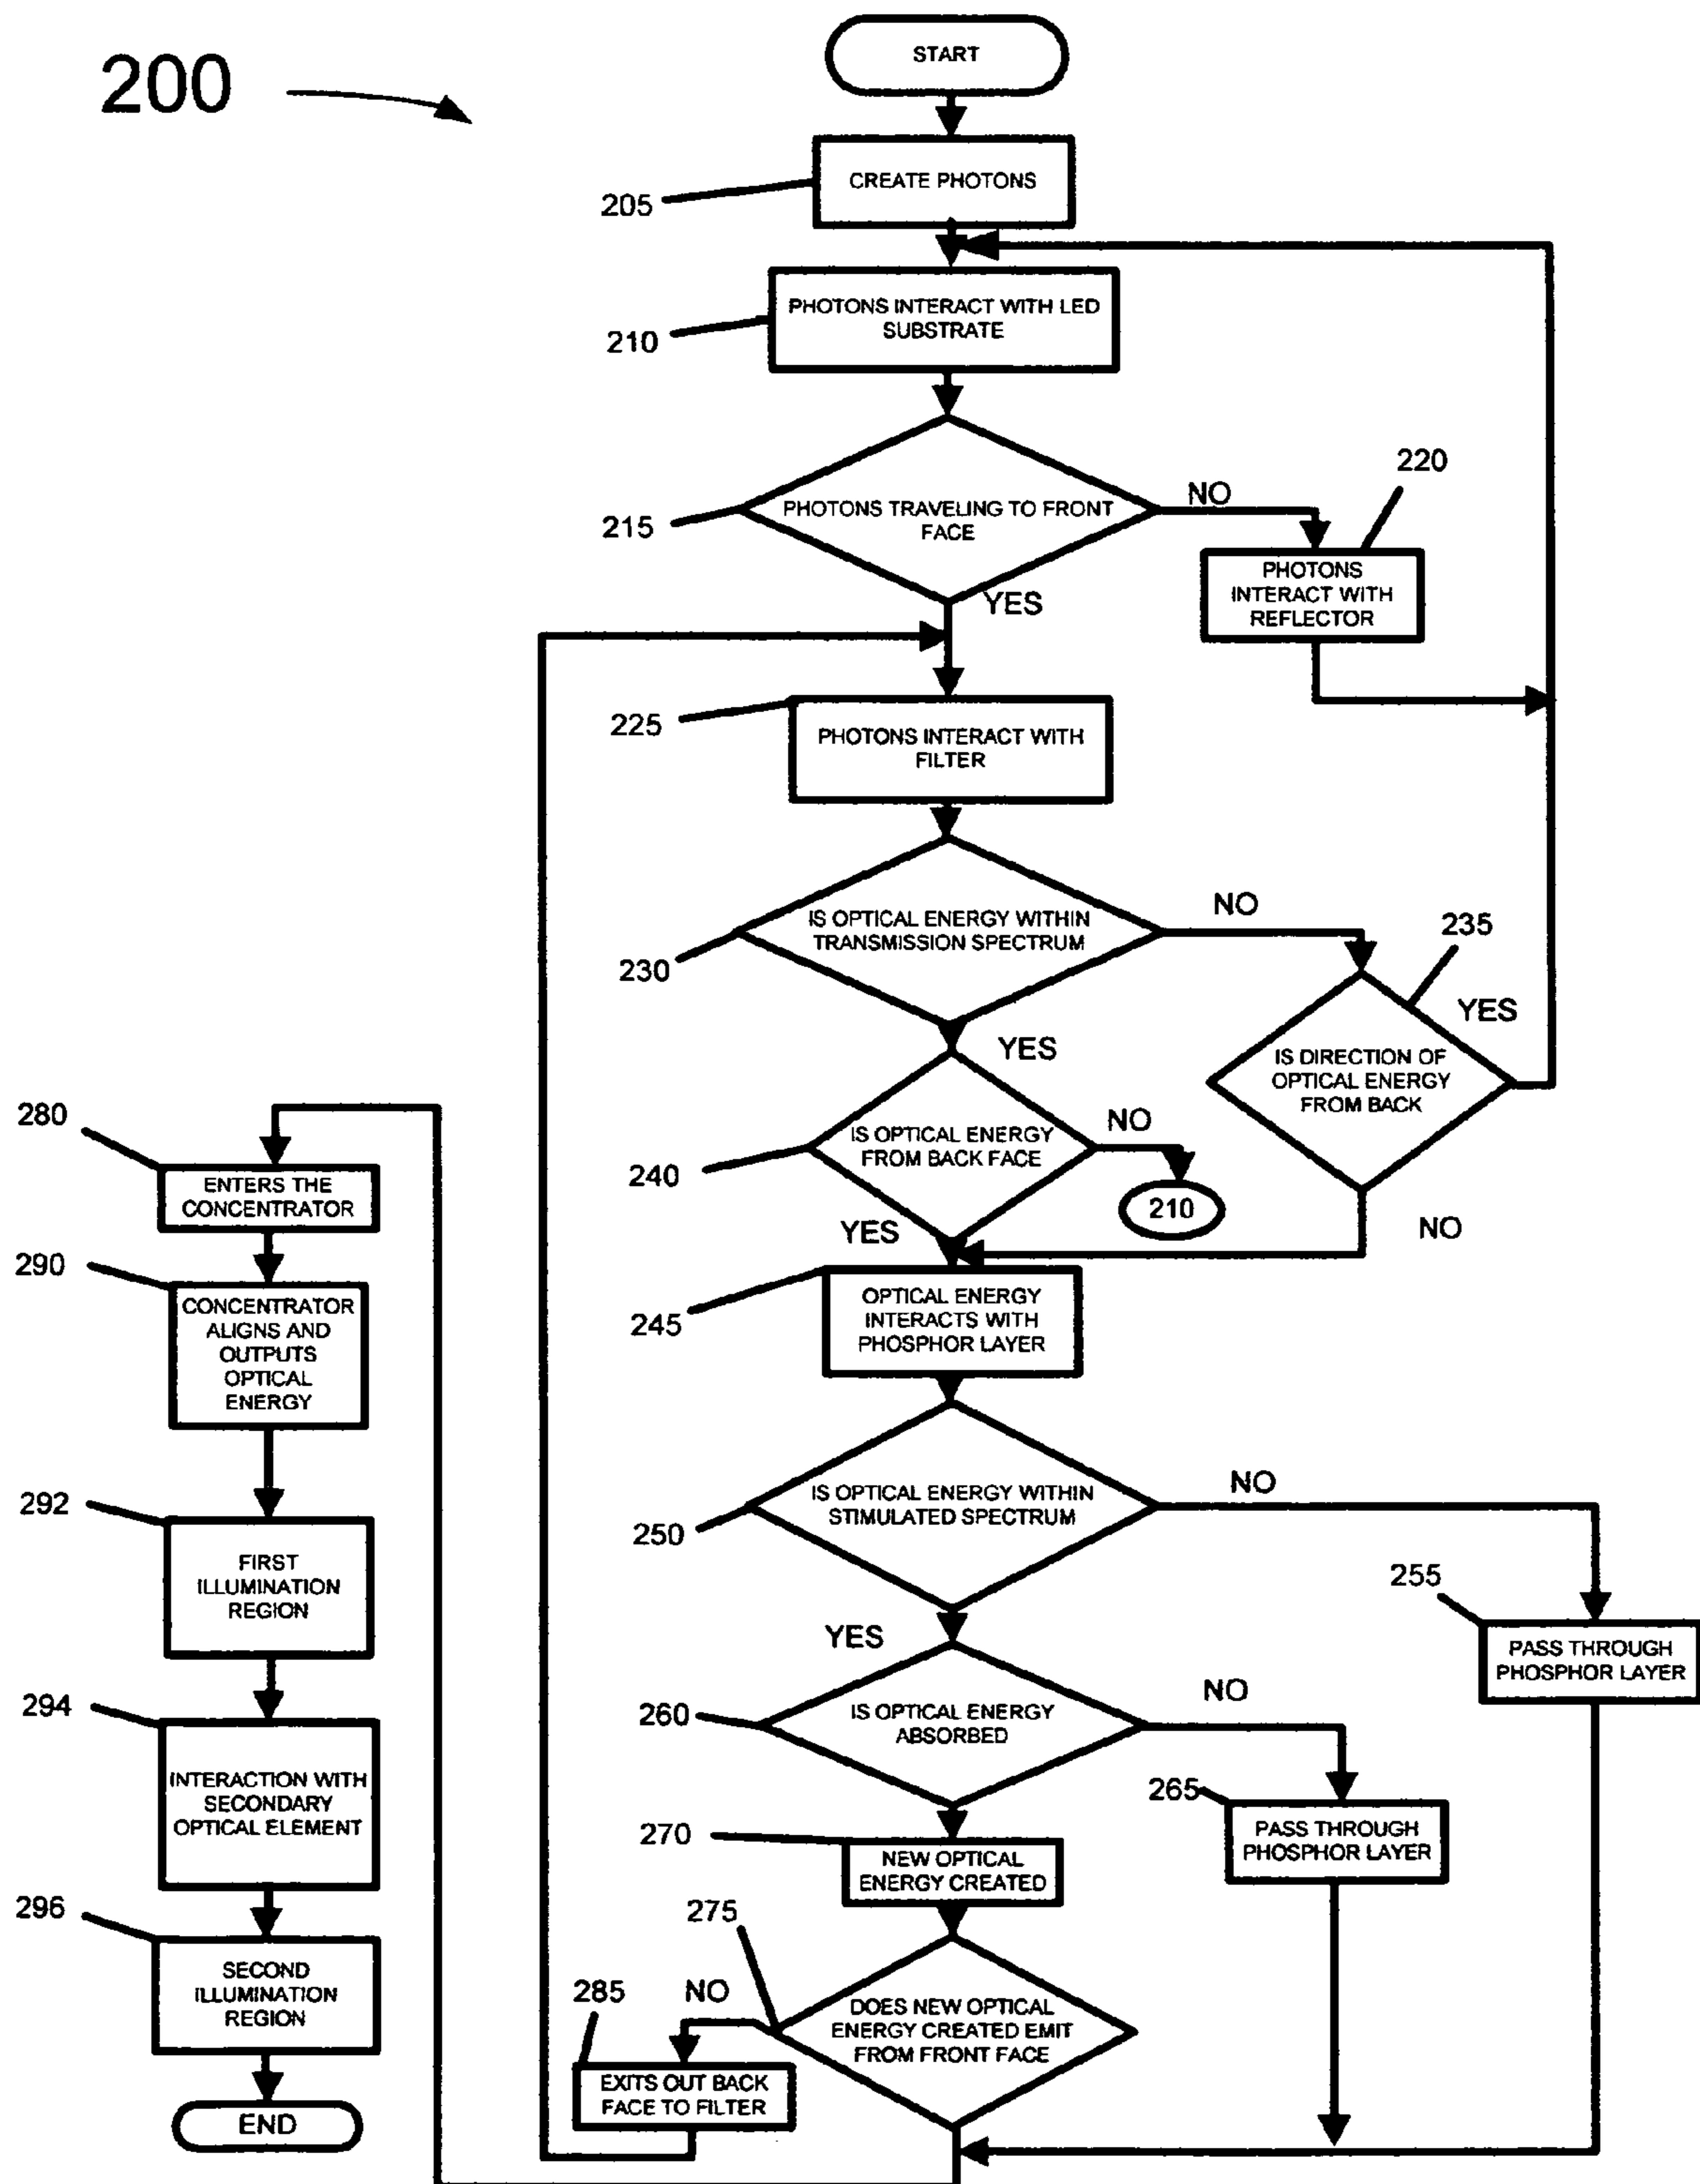 200
START
CREATE PHOTONS
205
PHOTONS INTERACT WITH LED
SUBSTRATE
210
PHOTONS TRAVELING TO FRONT
FACE
215
NO
220
PHOTONS
INTERACT WITH
REFLECTOR
YES
225
PHOTONS INTERACT WITH
FILTER
IS OPTICAL ENERGY WITHIN
TRANSMISSION SPECTRUM
230
NO
235
YES
IS DIRECTION OF
OPTICAL ENERGY
FROM BACK
NO
YES
IS OPTICAL ENERGY
FROM BACK FACE
240
NO
210
YES
245
OPTICAL ENERGY
INTERACTS WITH
PHOSPHOR LAYER
IS OPTICAL ENERGY WITHIN
STIMULATED SPECTRUM
250
NO
255
PASS THROUGH
PHOSPHOR LAYER
YES
IS OPTICAL ENERGY
ABSORBED
260
NO
265
PASS THROUGH
PHOSPHOR LAYER
270
NEW OPTICAL
ENERGY CREATED
275
DOES NEW OPTICAL
ENERGY CREATED EMIT
FROM FRONT FACE
NO
285
EXITS OUT BACK
FACE TO FILTER
280
ENTERS THE
CONCENTRATOR
290
CONCENTRATOR
ALIGNS AND
OUTPUTS
OPTICAL
ENERGY
292
FIRST
ILLUMINATION
REGION
294
INTERACTION WITH
SECONDARY
OPTICAL ELEMENT
296
SECOND
ILLUMINATION
REGION
END